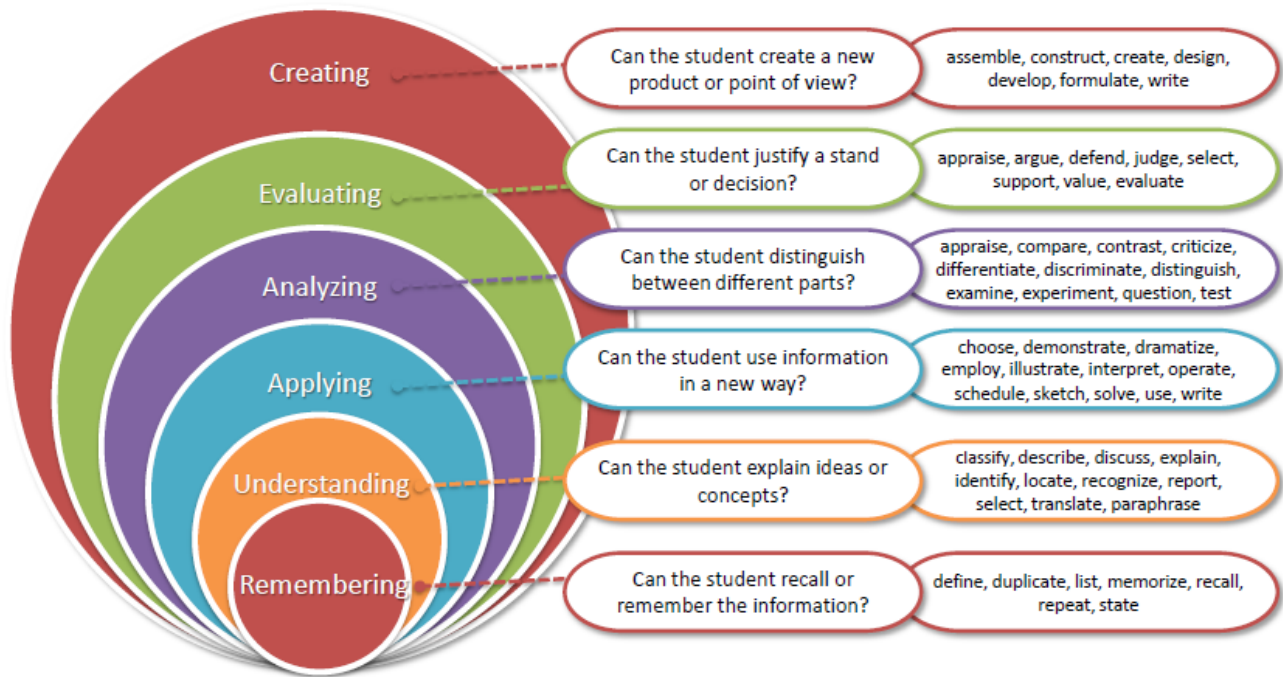 Creating
Can the student create a new
product or point of view?
assemble, construct, create, design,
develop, formulate, write
Evaluating
Can the student justify a stand
or decision?
appraise, argue, defend, judge, select,
support, value, evaluate
Analyzing
Can the student distinguish
between different parts?
appraise, compare, contrast, criticize,
differentiate, discriminate, distinguish,
examine, experiment, question, test
Applying
Can the student use information
in a new way?
choose, demonstrate, dramatize,
employ, illustrate, interpret, operate,
schedule, sketch, solve, use, write
Understanding
Can the student explain ideas or
concepts?
classify, describe, discuss, explain,
identify, locate, recognize, report,
select, translate, paraphrase
Remembering
Can the student recall or
remember the information?
define, duplicate, list, memorize, recall,
repeat, state